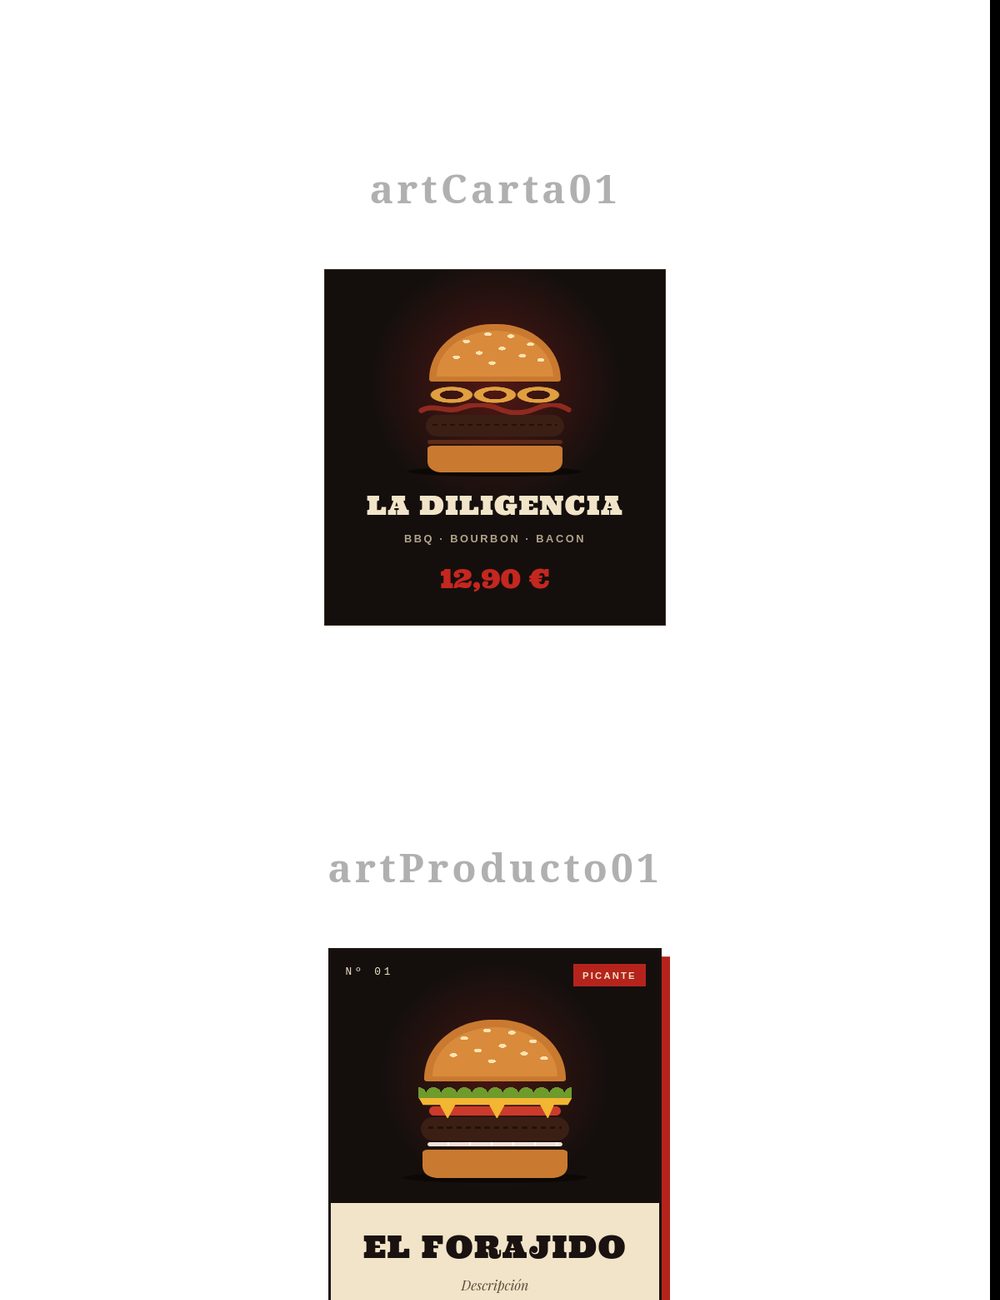 artCarta01
LA DILIGENCIA
BBQ · BOURBON · BACON
12,90 €
artProducto01
Nº 01
PICANTE
EL FORAJIDO
Descripción